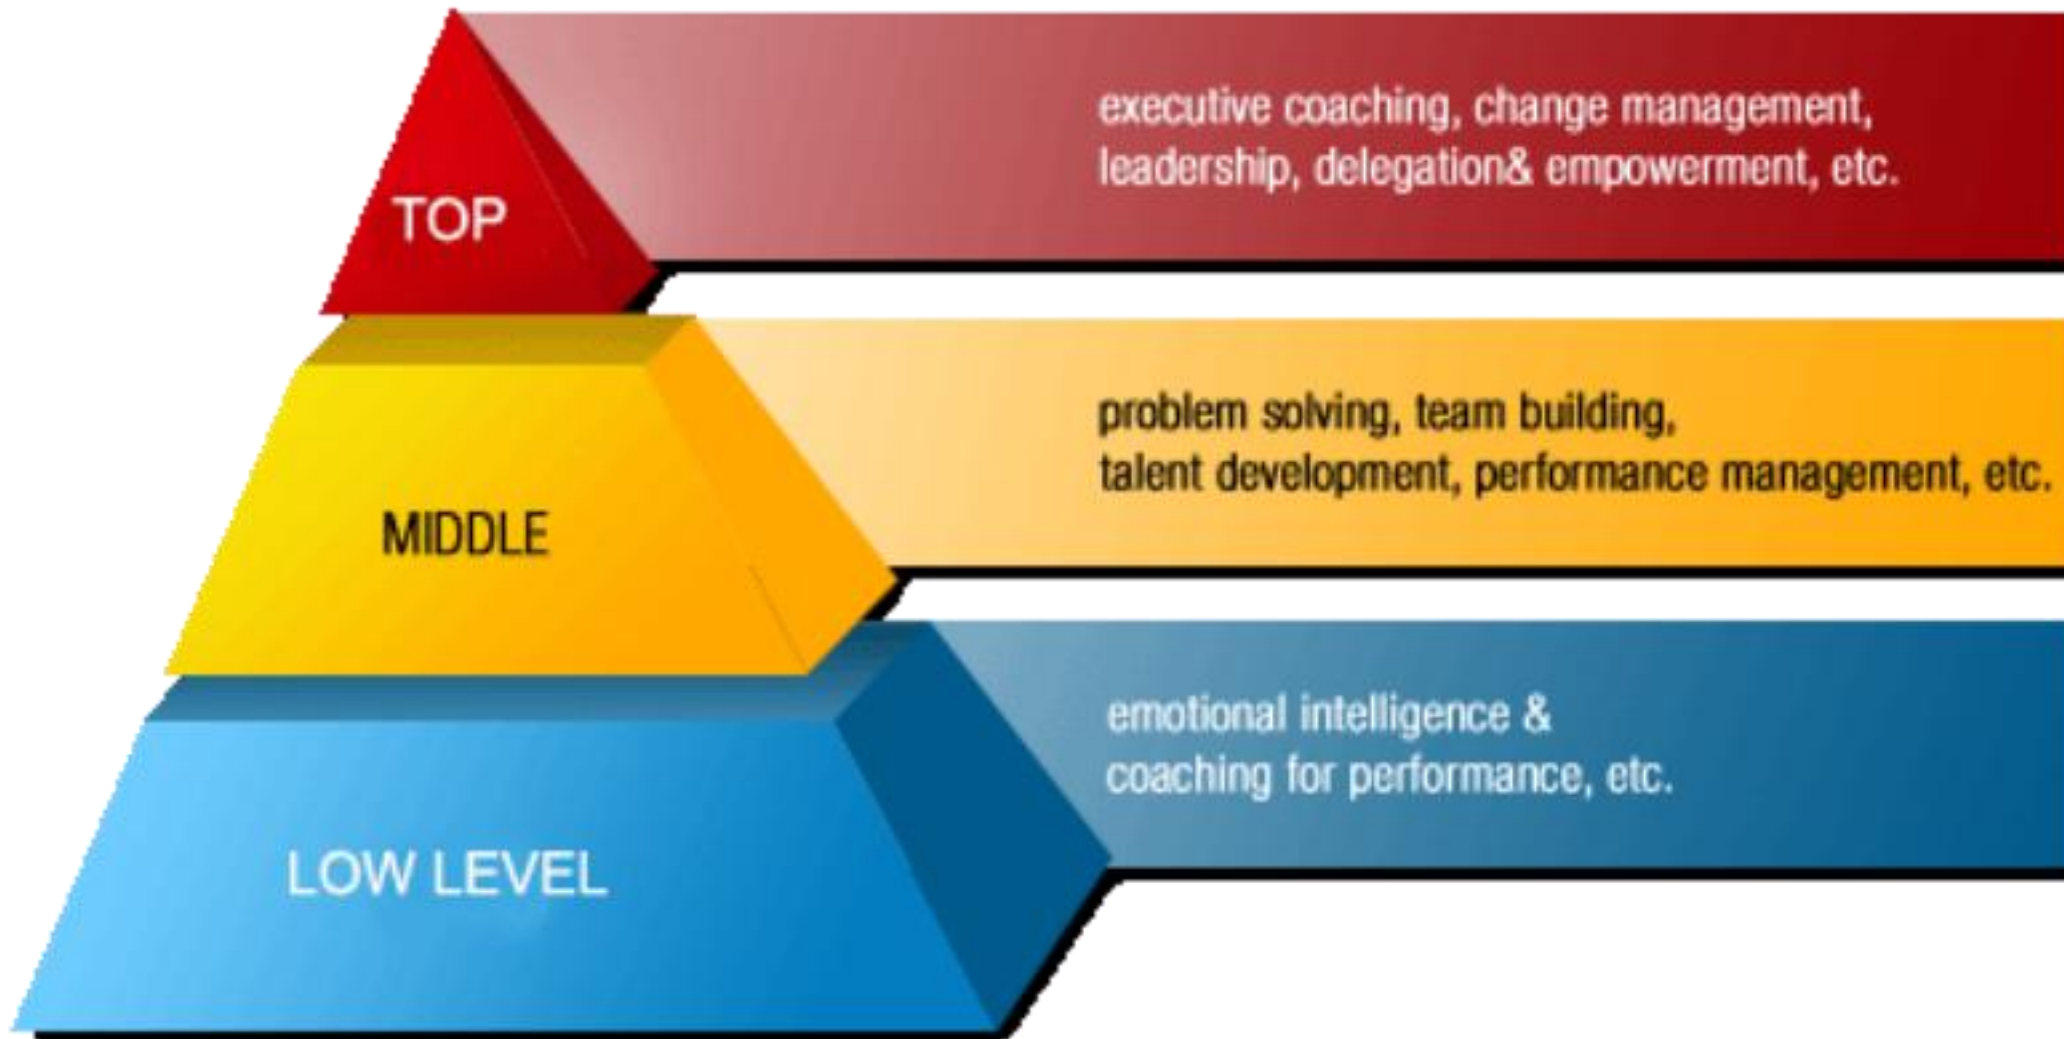 TOP
executive coaching, change management,
leadership, delegation& empowerment, etc.
MIDDLE
problem solving, team building,
talent development, performance management, etc.
LOW LEVEL
emotional intelligence &
coaching for performance, etc.